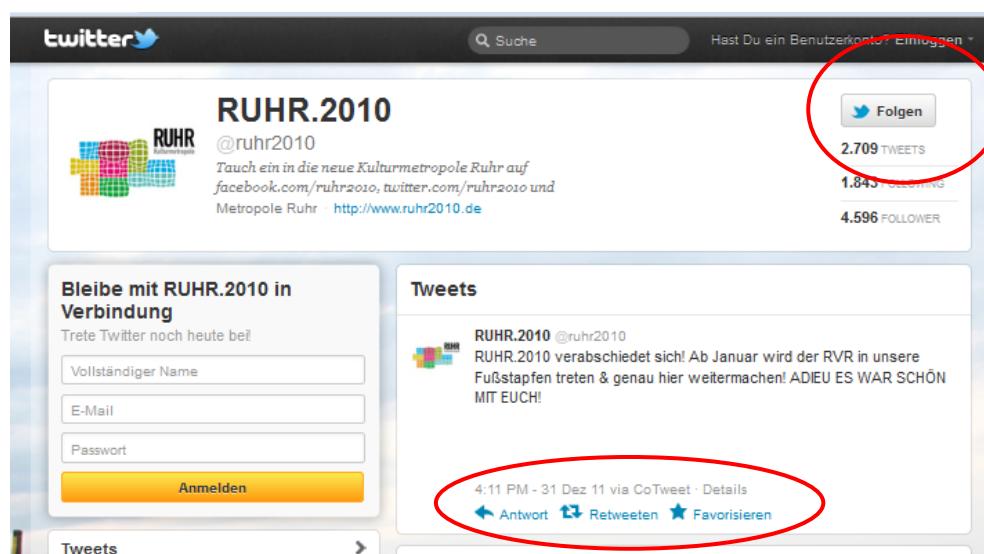 twitter
Suche
Hast Du ein Benutzerkonto? Einloggen
RUHR
Kulturmetropole
RUHR.2010
@ruhr2010
Tauch ein in die neue Kulturmetropole Ruhr auf
facebook.com/ruhr2010, twitter.com/ruhr2010 und
Metropole Ruhr · http://www.ruhr2010.de
Folgen
2.709 TWEETS
1.843 FOLLOWING
4.596 FOLLOWER
Bleibe mit RUHR.2010 in
Verbindung
Trete Twitter noch heute bei!
Vollständiger Name
E-Mail
Passwort
Anmelden
Tweets
Tweets
RUHR
RUHR.2010 @ruhr2010
RUHR.2010 verabschiedet sich! Ab Januar wird der RVR in unsere
Fußstapfen treten & genau hier weitermachen! ADIEU ES WAR SCHÖN
MIT EUCH!
4:11 PM - 31 Dez 11 via CoTweet · Details
Antwort Retweeten Favorisieren